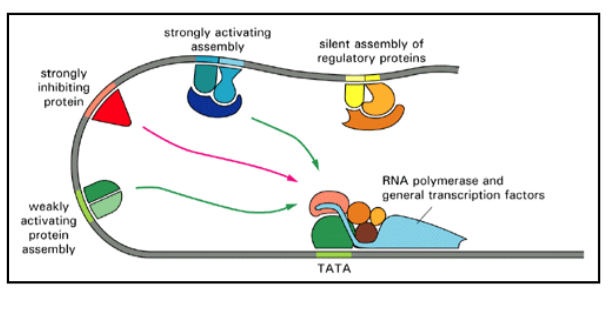 strongly activating
assembly
silent assembly of
regulatory proteins
strongly
inhibiting
protein
RNA polymerase and
general transcription factors
weakly
activating
protein
assembly
TATA